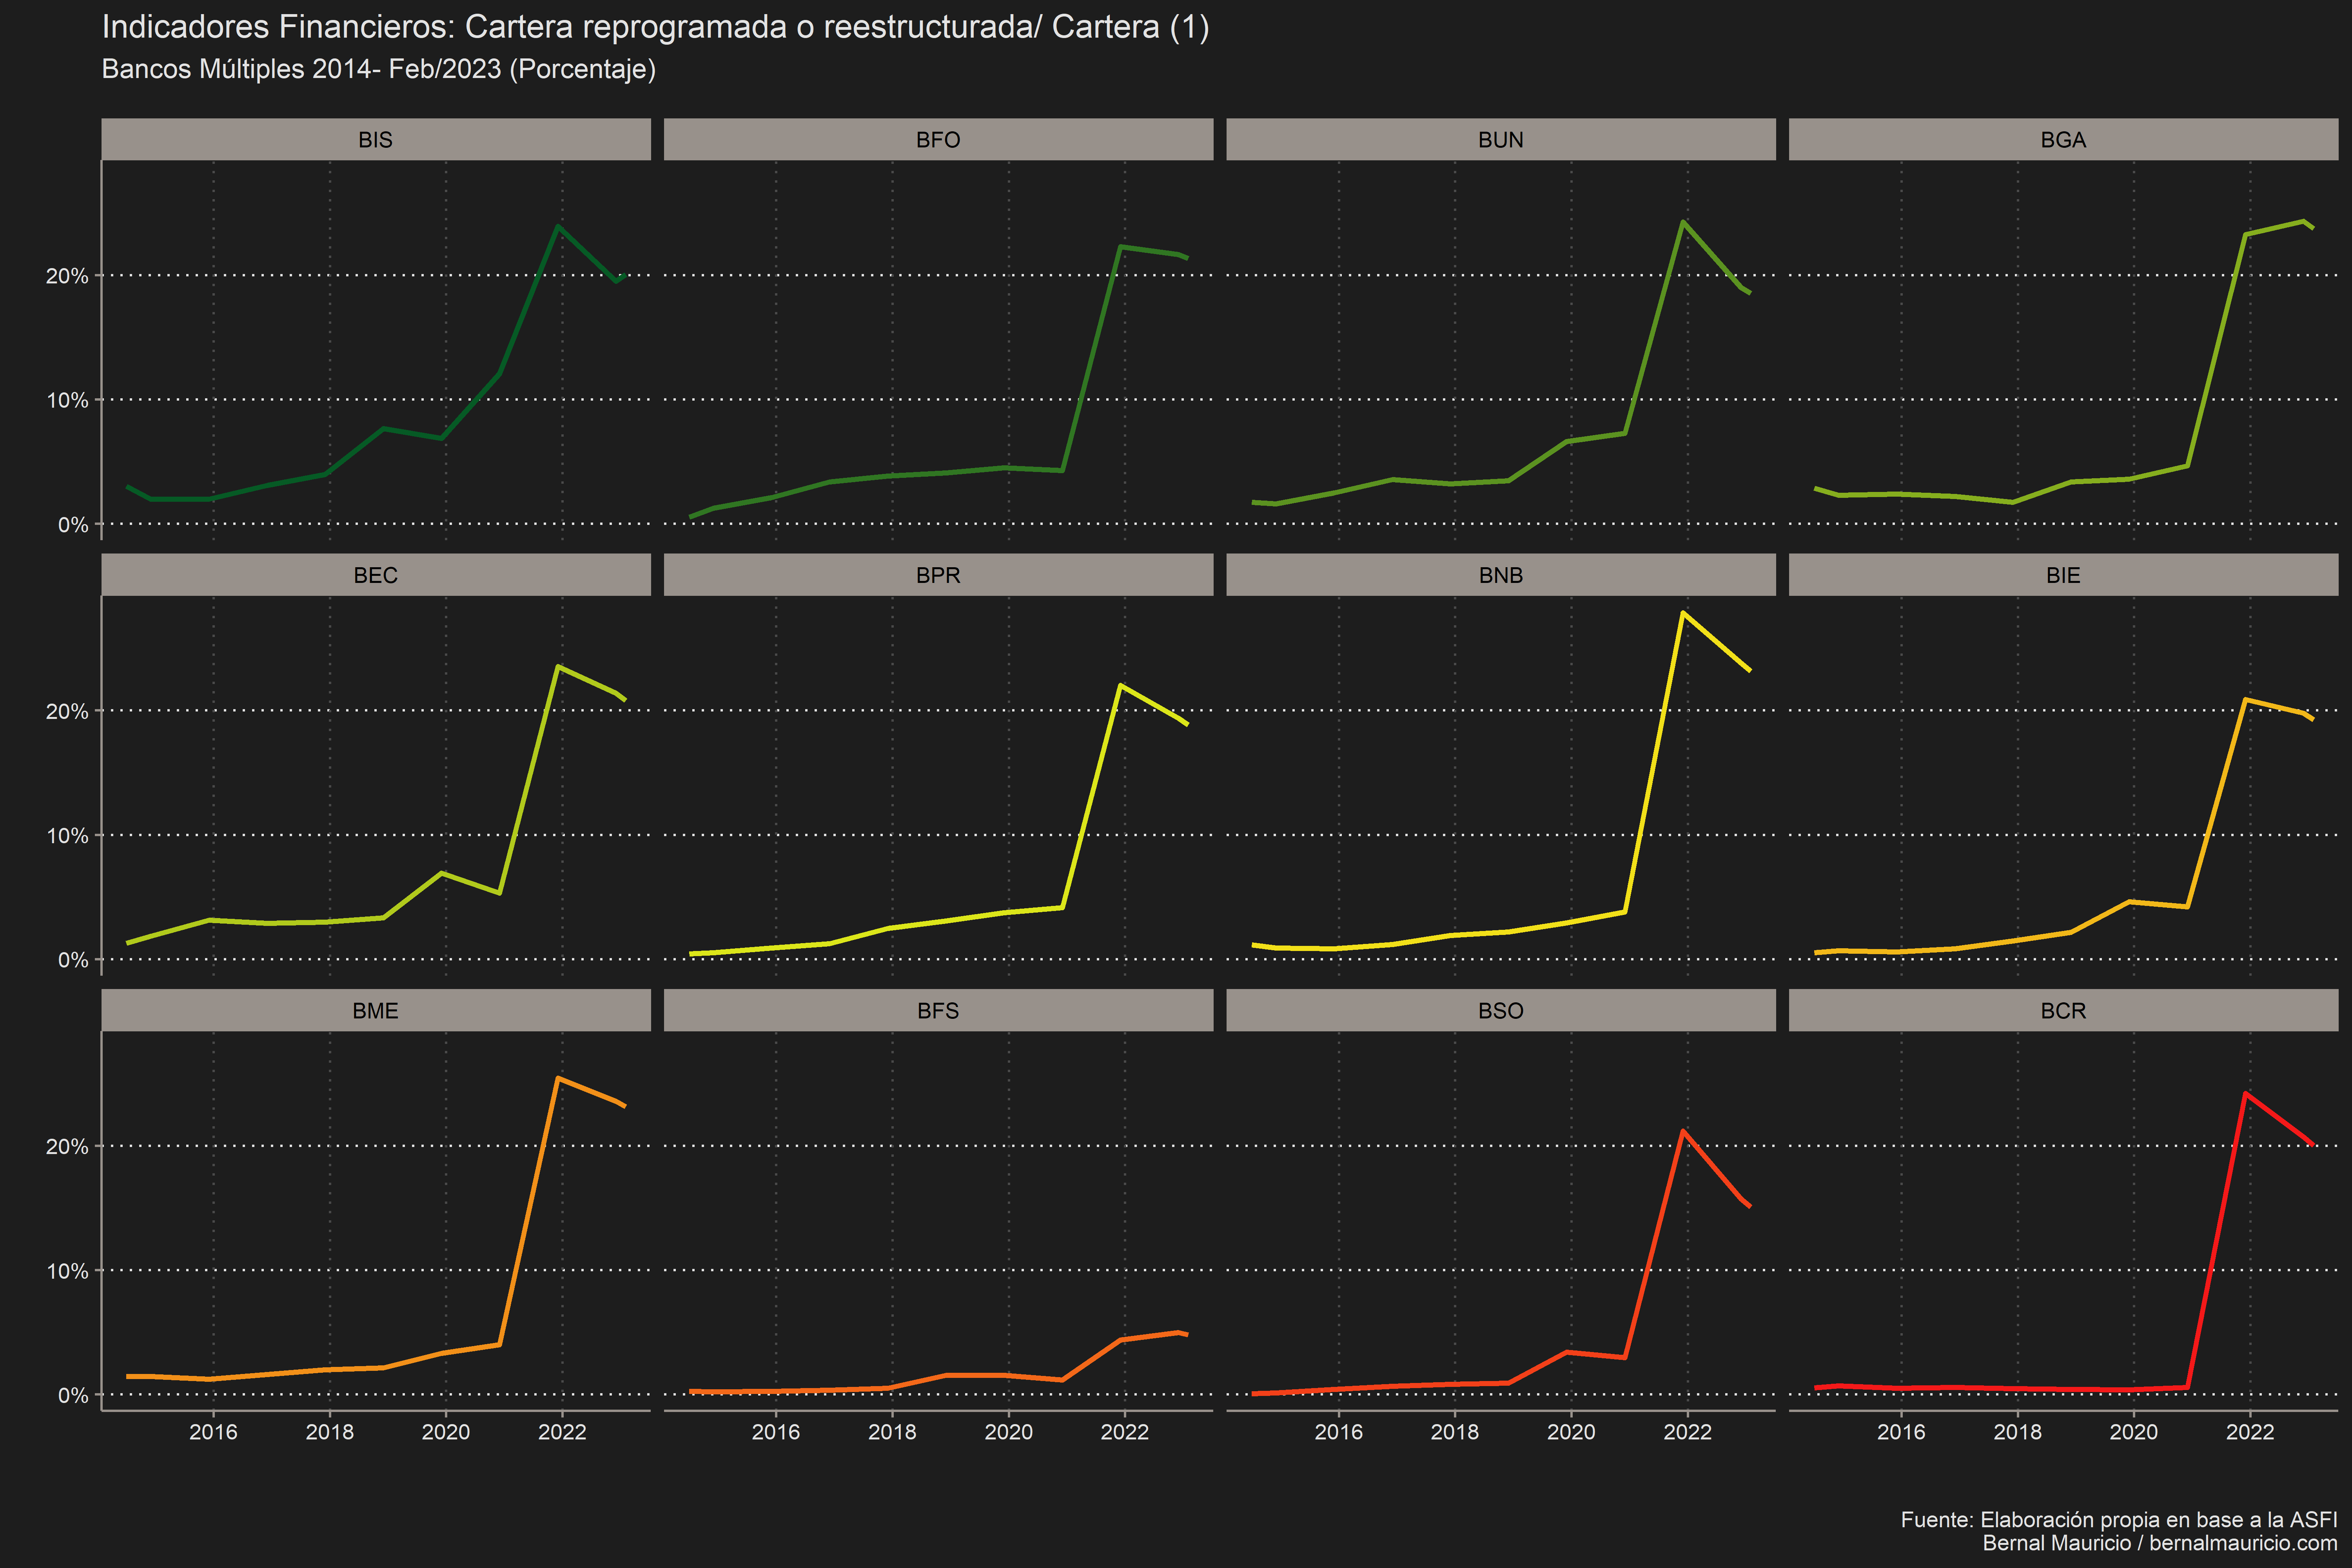 Indicadores Financieros: Cartera reprogramada o reestructurada/ Cartera (1)
Bancos Múltiples 2014- Feb/2023 (Porcentaje)
BIS
BFO
BUN
BGA
20%
10%
0%
BEC
BPR
BNB
BIE
20%
10%
0%
BME
BFS
BSO
BCR
20%
10%
0%
2016 2018 2020 2022
2016 2018 2020 2022
2016 2018 2020 2022
2016 2018 2020 2022
Fuente: Elaboración propia en base a la ASFI
Bernal Mauricio / bernalmauricio.com